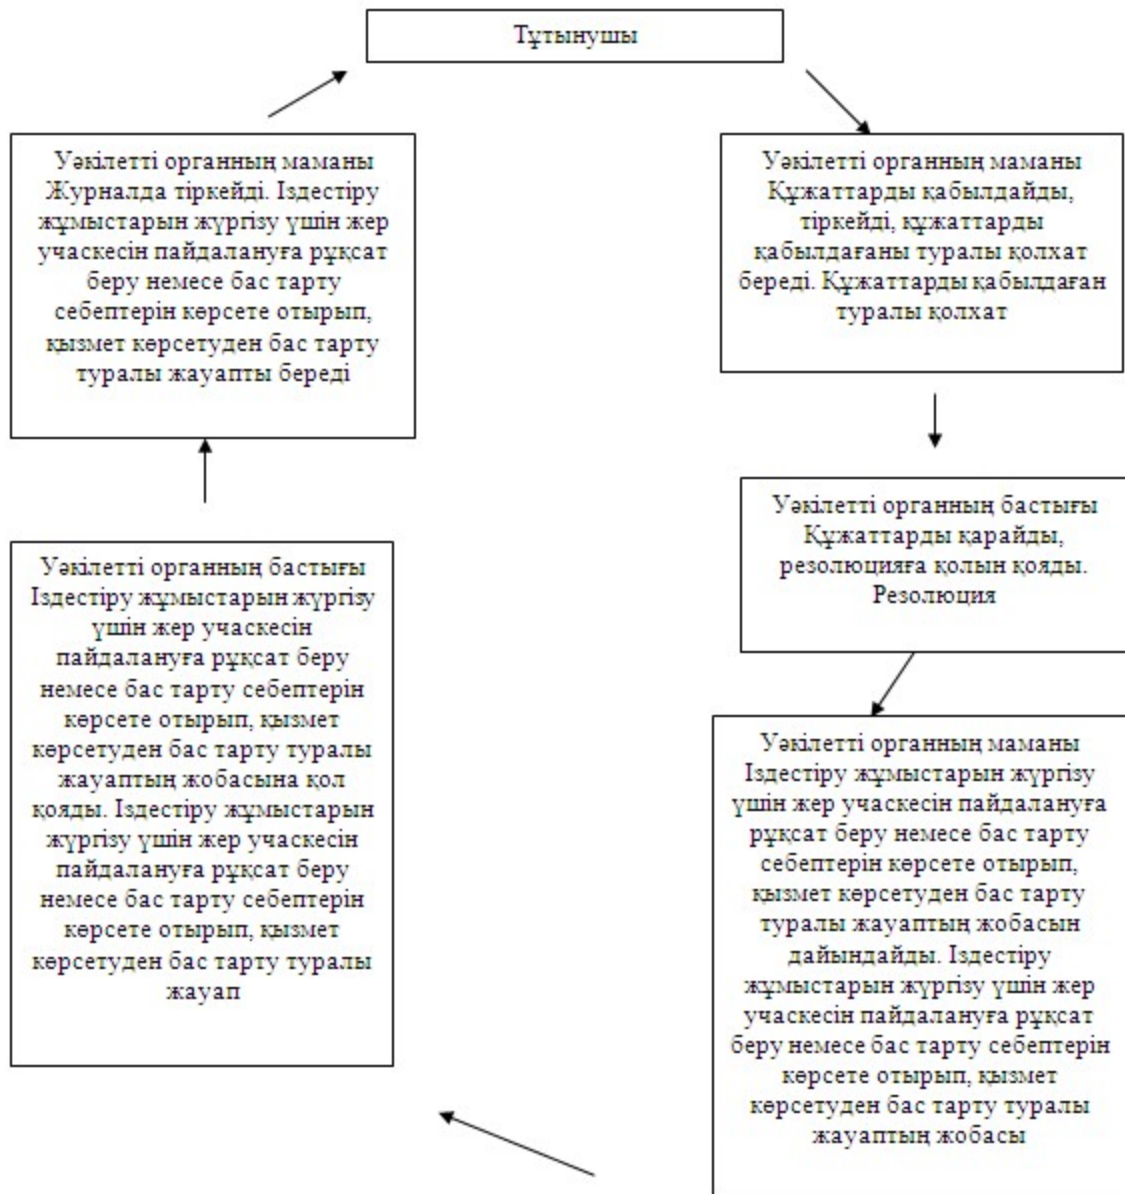 Тұтынушы
Уәкілетті органның маманы
Құжаттарды қабылдайды,
тіркейді, құжаттарды
қабылдағаны туралы қолхат
береді. Құжаттарды қабылдаған
туралы қолхат
Уәкілетті органның бастығы
Құжаттарды қарайды,
резолюцияға қолын қояды.
Резолюция
Уәкілетті органның маманы
Іздестіру жұмыстарын жүргізу
үшін жер учаскесін пайдалануға
рұқсат беру немесе бас тарту
себептерін көрсете отырып,
қызмет көрсетуден бас тарту
туралы жауаптың жобасын
дайындайды. Іздестіру
жұмыстарын жүргізу үшін жер
учаскесін пайдалануға рұқсат
беру немесе бас тарту себептерін
көрсете отырып, қызмет
көрсетуден бас тарту туралы
жауаптың жобасы
Уәкілетті органның бастығы
Іздестіру жұмыстарын жүргізу
үшін жер учаскесін
пайдалануға рұқсат беру
немесе бас тарту себептерін
көрсете отырып, қызмет
көрсетуден бас тарту туралы
жауаптың жобасына қол
қояды. Іздестіру жұмыстарын
жүргізу үшін жер учаскесін
пайдалануға рұқсат беру
немесе бас тарту себептерін
көрсете отырып, қызмет
көрсетуден бас тарту туралы
жауап
Уәкілетті органның маманы
Журналда тіркейді. Іздестіру
жұмыстарын жүргізу үшін жер
учаскесін пайдалануға рұқсат
беру немесе бас тарту
себептерін көрсете отырып,
қызмет көрсетуден бас тарту
туралы жауапты береді